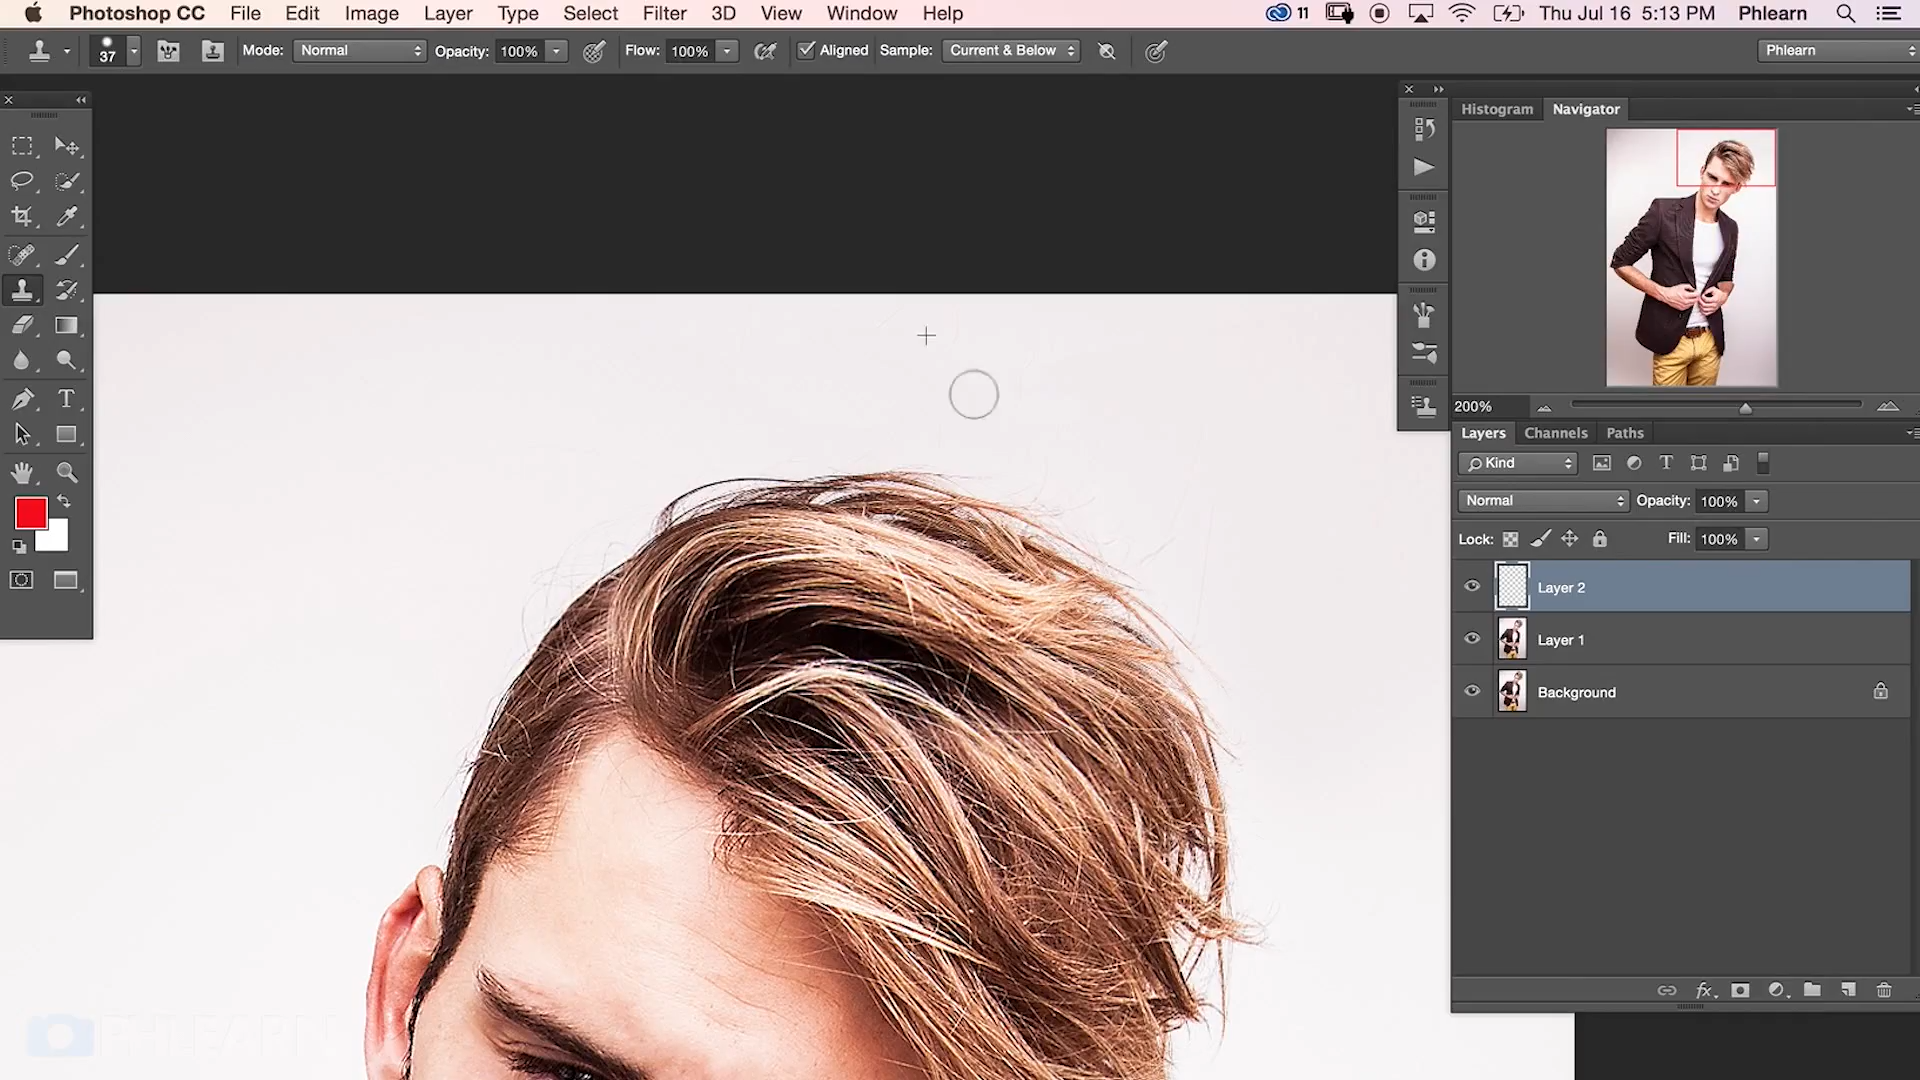 Photoshop CC File Edit Image Layer Type Select Filter 3D View Window Help 11 Thu Jul 16 5:13 PM Phlearn
37 Mode: Normal Opacity: 100% Flow: 100% Aligned Sample: Current & Below Phlearn
Histogram Navigator
200%
Layers Channels Paths
Kind
Normal Opacity: 100%
Lock: Fill: 100%
Layer 2
Layer 1
Background
fx
PHLEARN